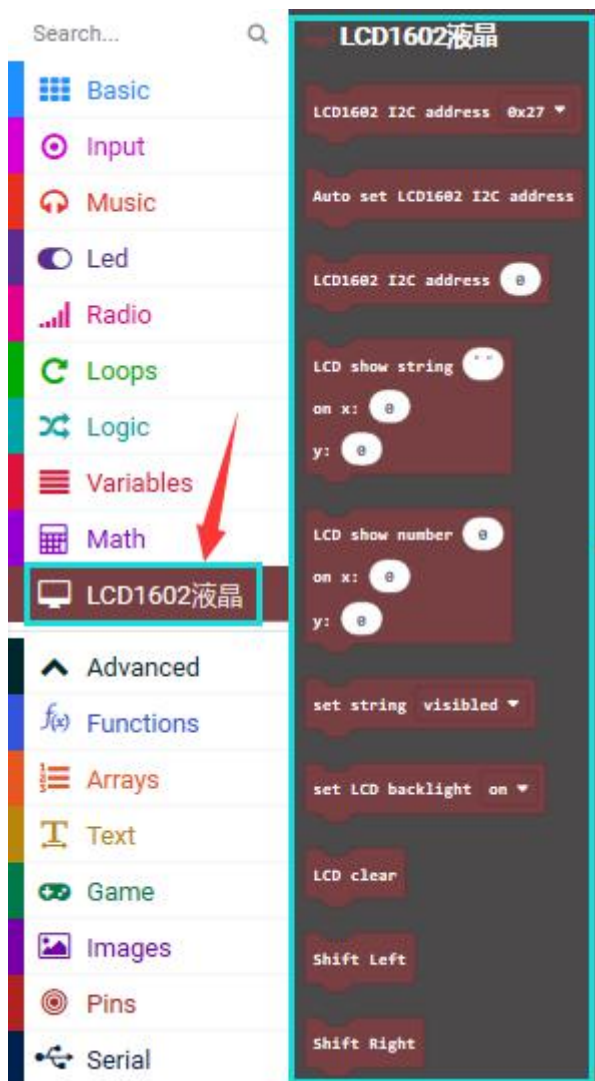 Search...
Basic
Input
Music
Led
Radio
Loops
Logic
Variables
Math
LCD1602液晶
Advanced
f(x) Functions
Arrays
T Text
Game
Images
Pins
Serial
LCD1602液晶
LCD1602 I2C address 0x27
Auto set LCD1602 I2C address
LCD1602 I2C address 0
LCD show string " "
on x: 0
y: 0
LCD show number 0
on x: 0
y: 0
set string visibled
set LCD backlight on
LCD clear
Shift Left
Shift Right